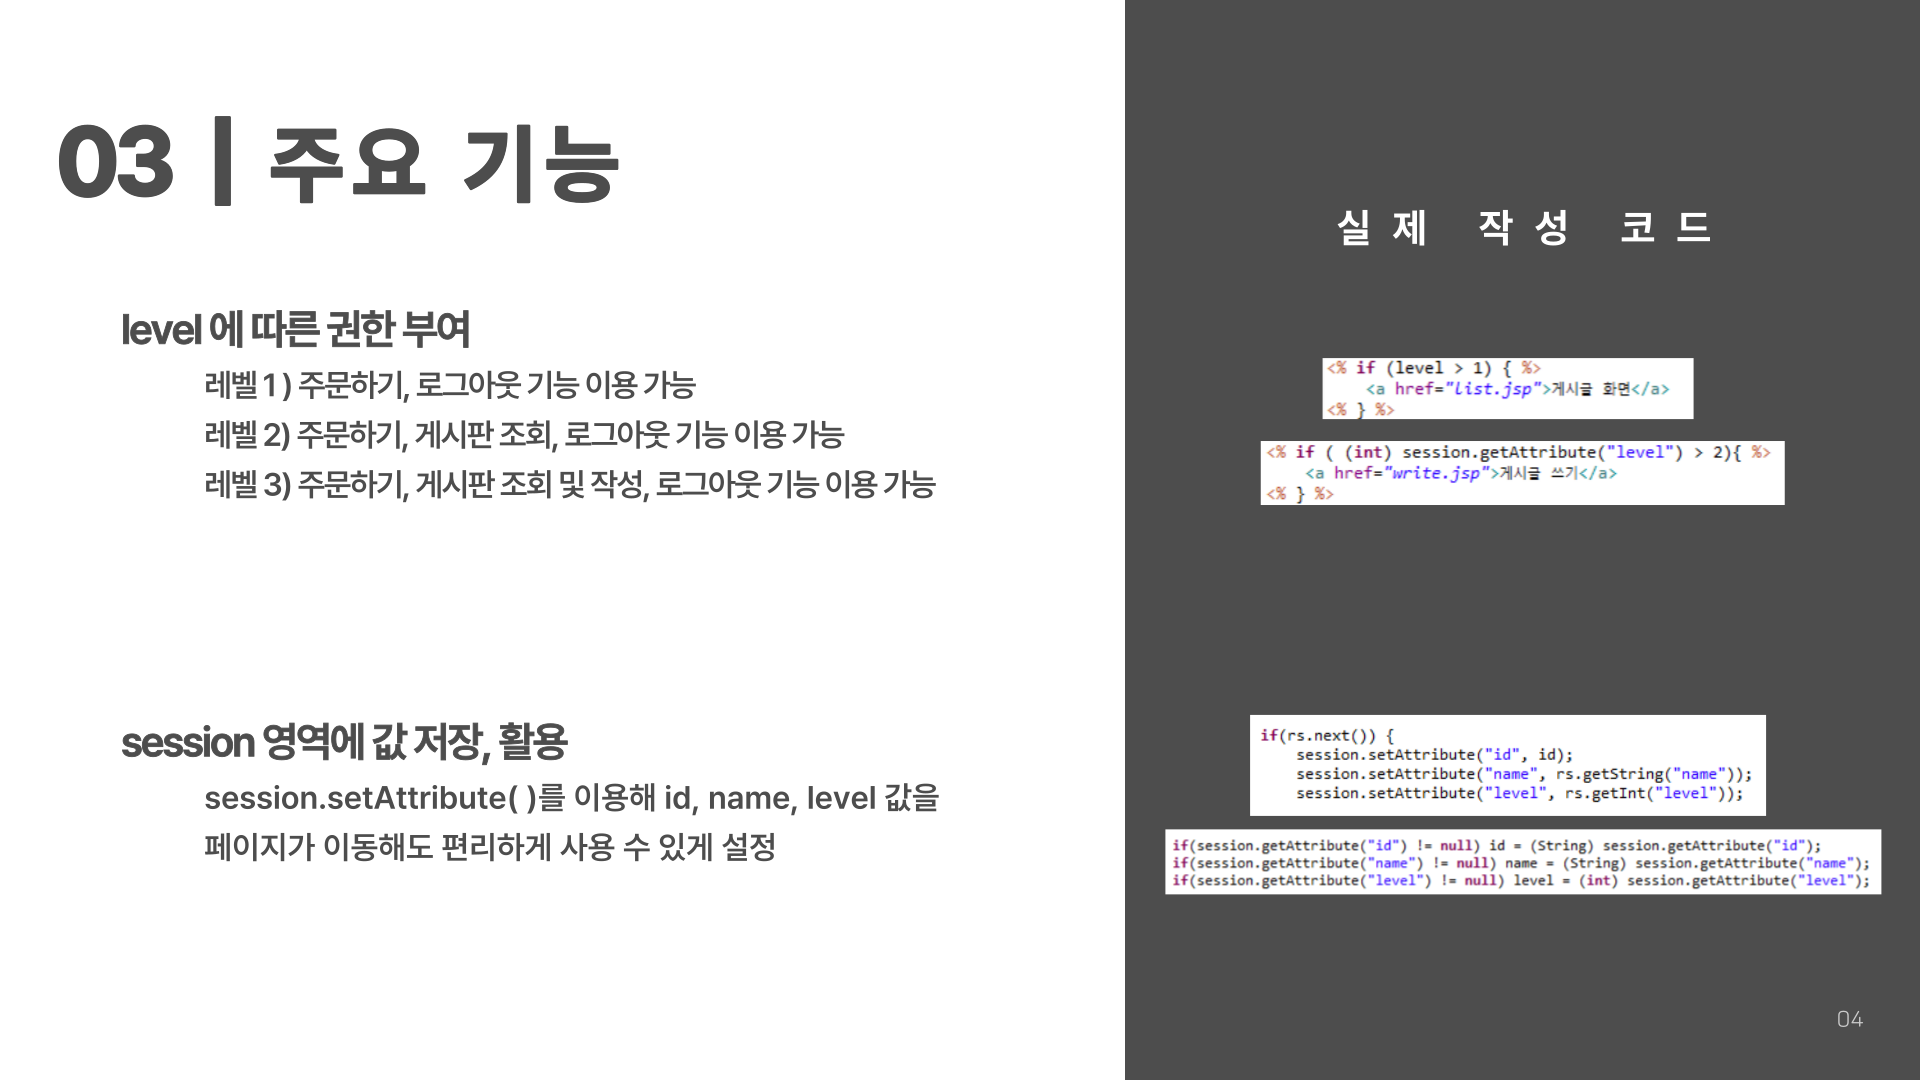 03 | 주요 기능
level 에 따른 권한 부여
레벨 1 ) 주문하기, 로그아웃 기능 이용 가능
레벨 2) 주문하기, 게시판 조회, 로그아웃 기능 이용 가능
레벨 3) 주문하기, 게시판 조회 및 작성, 로그아웃 기능 이용 가능
session 영역에 값 저장, 활용
session.setAttribute( )를 이용해 id, name, level 값을
페이지가 이동해도 편리하게 사용 수 있게 설정
실제 작성 코드
<% if (level > 1) { %>
<a href="list.jsp">게시글 화면</a>
<% } %>
<% if ( (int) session.getAttribute("level") > 2){ %>
<a href="write.jsp">게시글 쓰기</a>
<% } %>
if(rs.next()) {
session.setAttribute("id", id);
session.setAttribute("name", rs.getString("name"));
session.setAttribute("level", rs.getInt("level"));
if(session.getAttribute("id") != null) id = (String) session.getAttribute("id");
if(session.getAttribute("name") != null) name = (String) session.getAttribute("name");
if(session.getAttribute("level") != null) level = (int) session.getAttribute("level");
04